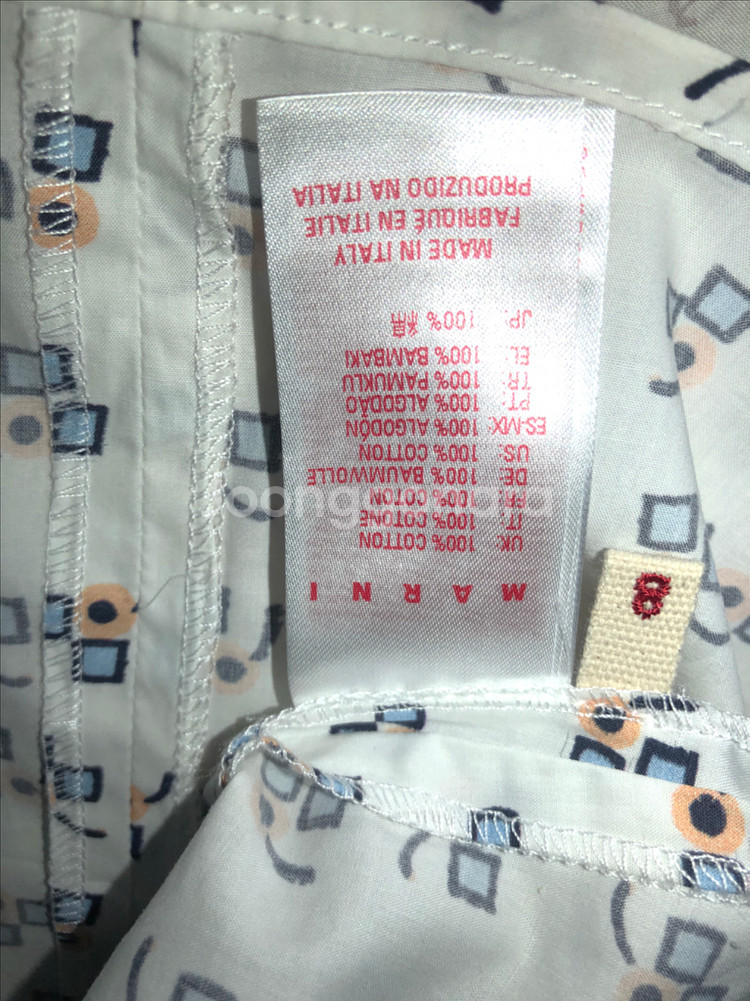 MARNI
UK: 100% COTTON
IT: 100% COTONE
FR: 100% COTON
DE: 100% BAUMWOLLE
US: 100% COTTON
ES-MX: 100% ALGODÓN
PT: 100% ALGODÃO
TR: 100% PAMUKLU
EL: 100% BAMBAKI
JP: 100% 綿
MADE IN ITALY
FABRIQUÉ EN ITALIE
PRODUZIDO NA ITALIA
8